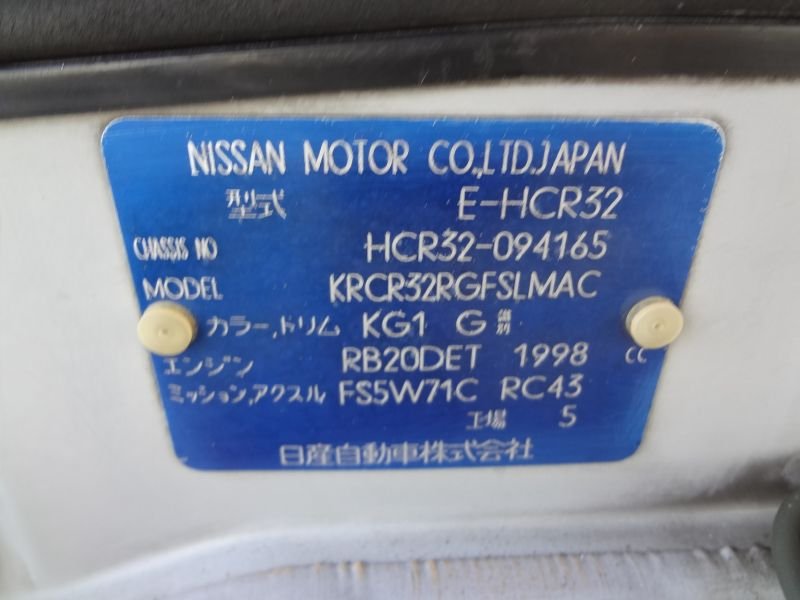 NISSAN MOTOR CO.,LTD.JAPAN
型式 E-HCR32
CHASSIS NO HCR32-094165
MODEL KRCR32RGFSLMAC
カラー,トリム KG1 G
エンジン RB20DET 1998 CC
ミッション,アクスル FS5W71C RC43
工場 5
日産自動車株式会社